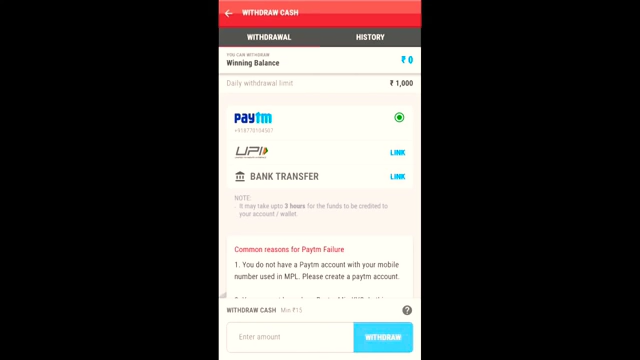 WITHDRAW CASH
WITHDRAWAL
HISTORY
YOU CAN WITHDRAW
Winning Balance
₹ 0
Daily withdrawal limit
₹ 1,000
paytm
UPI
LINK
BANK TRANSFER
LINK
NOTE:
It may take upto 3 hours for the funds to be credited to
your account / wallet
Common reasons for Paytm Failure
1. You do not have a Paytm account with your mobile
number used in MPL. Please create a paytm account.
WITHDRAW CASH Min ₹15
?
Enter amount
WITHDRAW